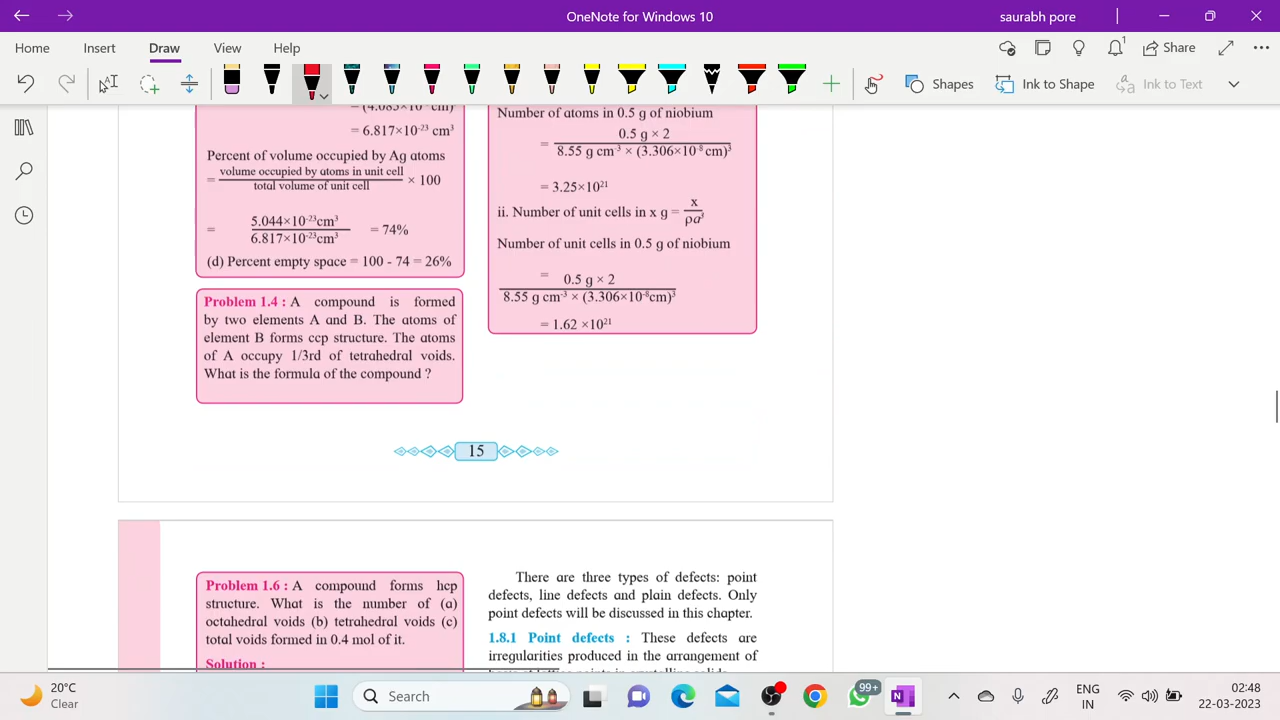 OneNote for Windows 10
saurabh pore
Home Insert Draw View Help
Share
Shapes Ink to Shape Ink to Text
= 6.817×10⁻²³ cm³
Percent of volume occupied by Ag atoms
= volume occupied by atoms in unit cell / total volume of unit cell × 100
= 5.044×10⁻²³cm³ / 6.817×10⁻²³cm³ = 74%
(d) Percent empty space = 100 - 74 = 26%
Problem 1.4 : A compound is formed
by two elements A and B. The atoms of
element B forms ccp structure. The atoms
of A occupy 1/3rd of tetrahedral voids.
What is the formula of the compound ?
Number of atoms in 0.5 g of niobium
= 0.5 g × 2 / 8.55 g cm⁻³ × (3.306×10⁻⁸ cm)³
= 3.25×10²¹
ii. Number of unit cells in x g = x / ρa³
Number of unit cells in 0.5 g of niobium
= 0.5 g × 2 / 8.55 g cm⁻³ × (3.306×10⁻⁸cm)³
= 1.62 ×10²¹
15
Problem 1.6 : A compound forms hcp
structure. What is the number of (a)
octahedral voids (b) tetrahedral voids (c)
total voids formed in 0.4 mol of it.
Solution :
There are three types of defects: point
defects, line defects and plain defects. Only
point defects will be discussed in this chapter.
1.8.1 Point defects : These defects are
irregularities produced in the arrangement of
20°C
Clear
Search
99+
ENG
IN
02:48
22-03-2023